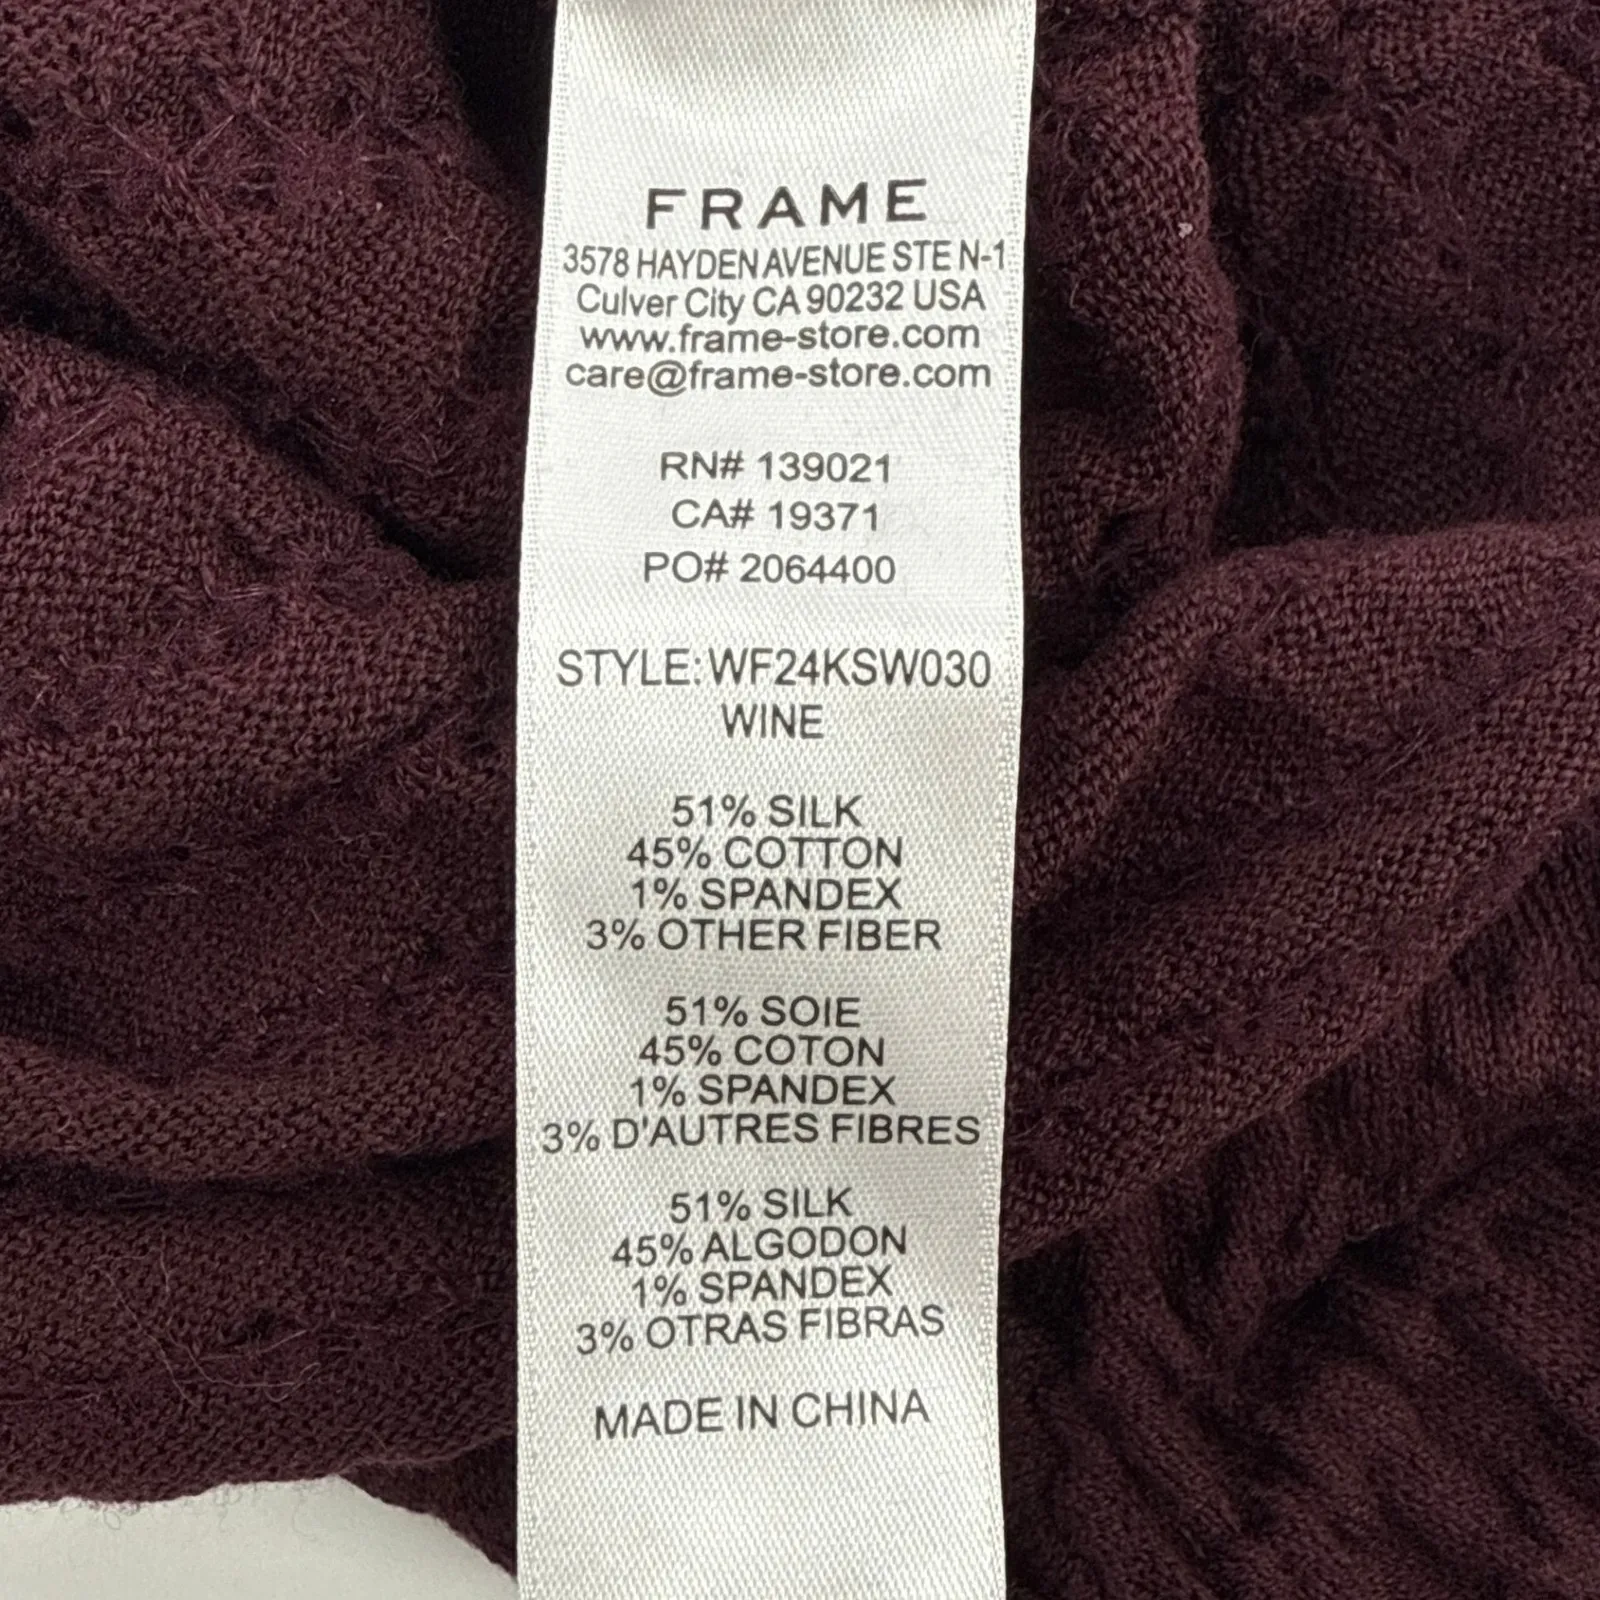 FRAME
3578 HAYDEN AVENUE STE N-1
Culver City CA 90232 USA
www.frame-store.com
care@frame-store.com
RN# 139021
CA# 19371
PO# 2064400
STYLE: WF24KSW030
WINE
51% SILK
45% COTTON
1% SPANDEX
3% OTHER FIBER
51% SOIE
45% COTON
1% SPANDEX
3% D'AUTRES FIBRES
51% SILK
45% ALGODON
1% SPANDEX
3% OTRAS FIBRAS
MADE IN CHINA